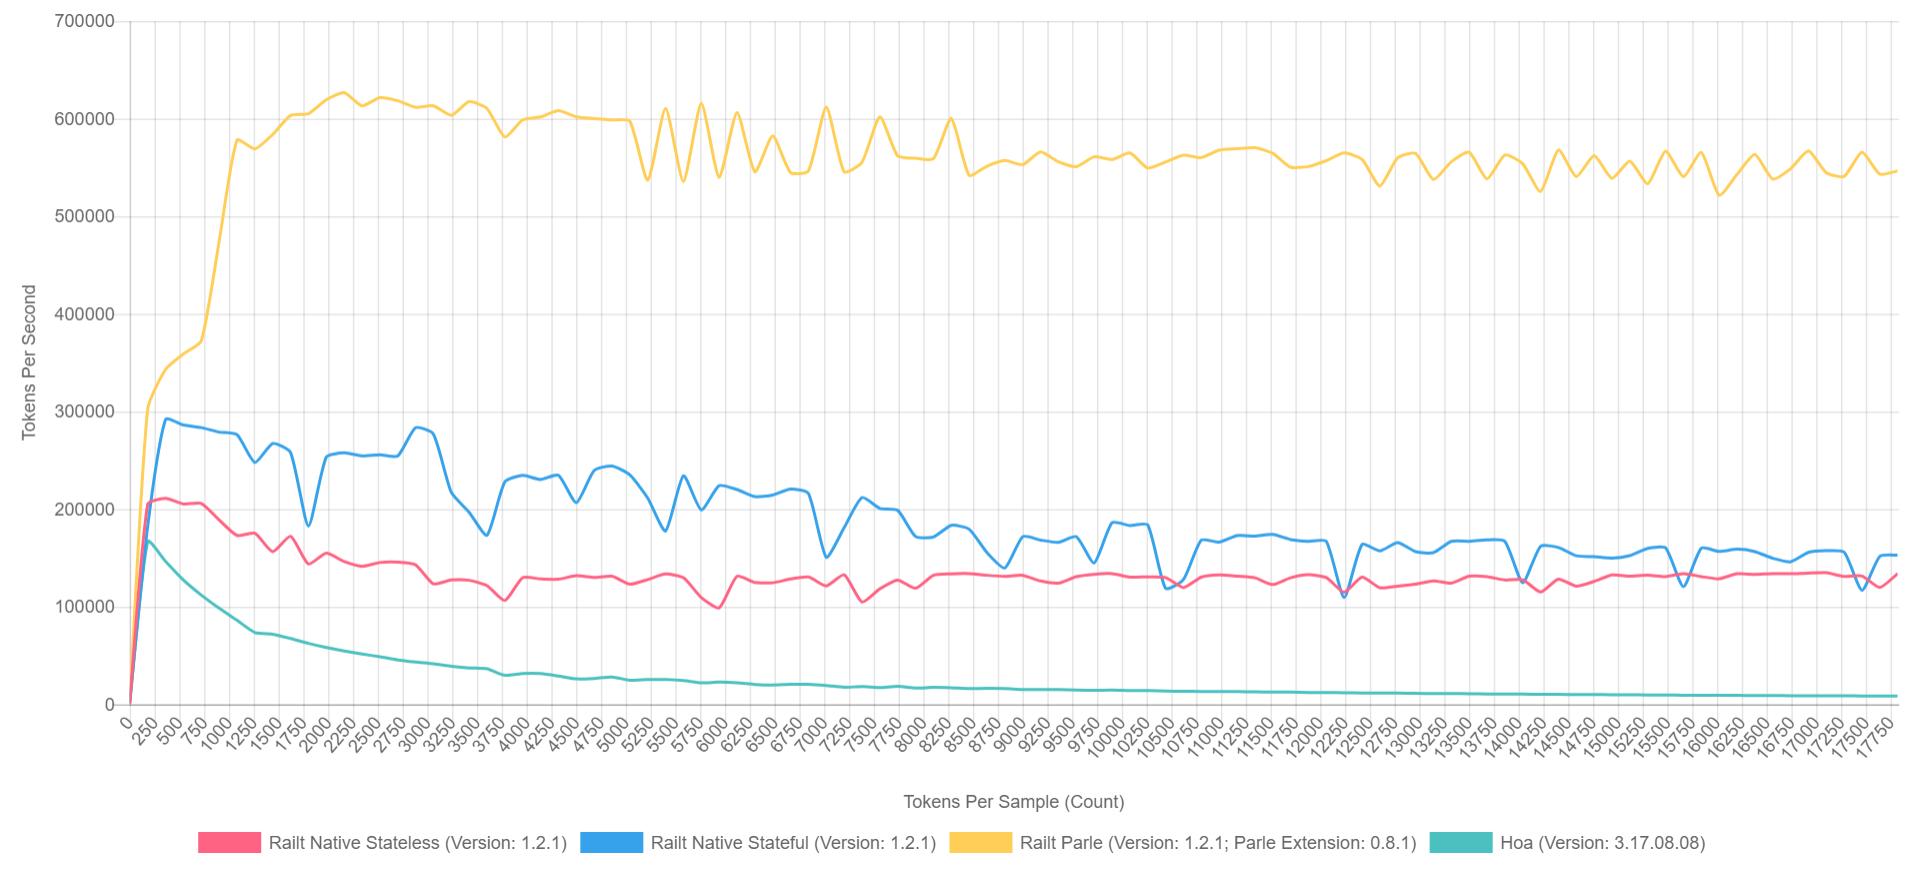 700000
600000
500000
400000
300000
200000
100000
0
Tokens Per Second
0 250 500 750 1000 1250 1500 1750 2000 2250 2500 2750 3000 3250 3500 3750 4000 4250 4500 4750 5000 5250 5500 5750 6000 6250 6500 6750 7000 7250 7500 7750 8000 8250 8500 8750 9000 9250 9500 9750 10000 10250 10500 10750 11000 11250 11500 11750 12000 12250 12500 12750 13000 13250 13500 13750 14000 14250 14500 14750 15000 15250 15500 15750 16000 16250 16500 16750 17000 17250 17500 17750
Tokens Per Sample (Count)
Railt Native Stateless (Version: 1.2.1) Railt Native Stateful (Version: 1.2.1) Railt Parle (Version: 1.2.1; Parle Extension: 0.8.1) Hoa (Version: 3.17.08.08)